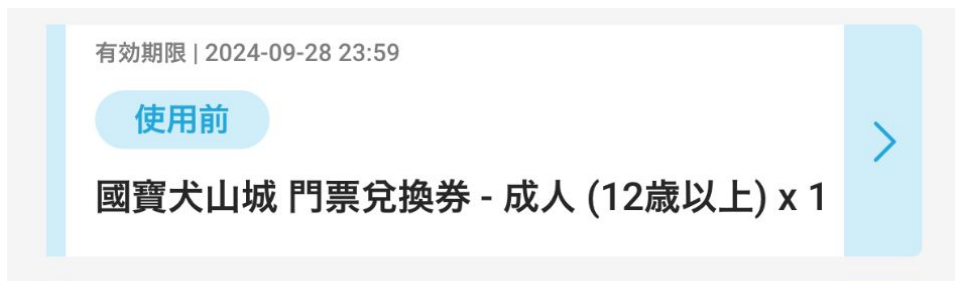 有効期限 | 2024-09-28 23:59
使用前
國寶犬山城 門票兌換券 - 成人 (12歳以上) x 1